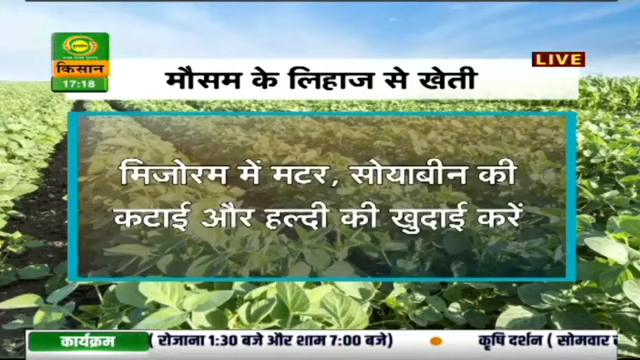 किसान
17:18
LIVE
मौसम के लिहाज से खेती
मिजोरम में मटर, सोयाबीन की
कटाई और हल्दी की खुदाई करें
कार्यक्रम
( रोजाना 1:30 बजे और शाम 7:00 बजे)
कृषि दर्शन ( सोमवार